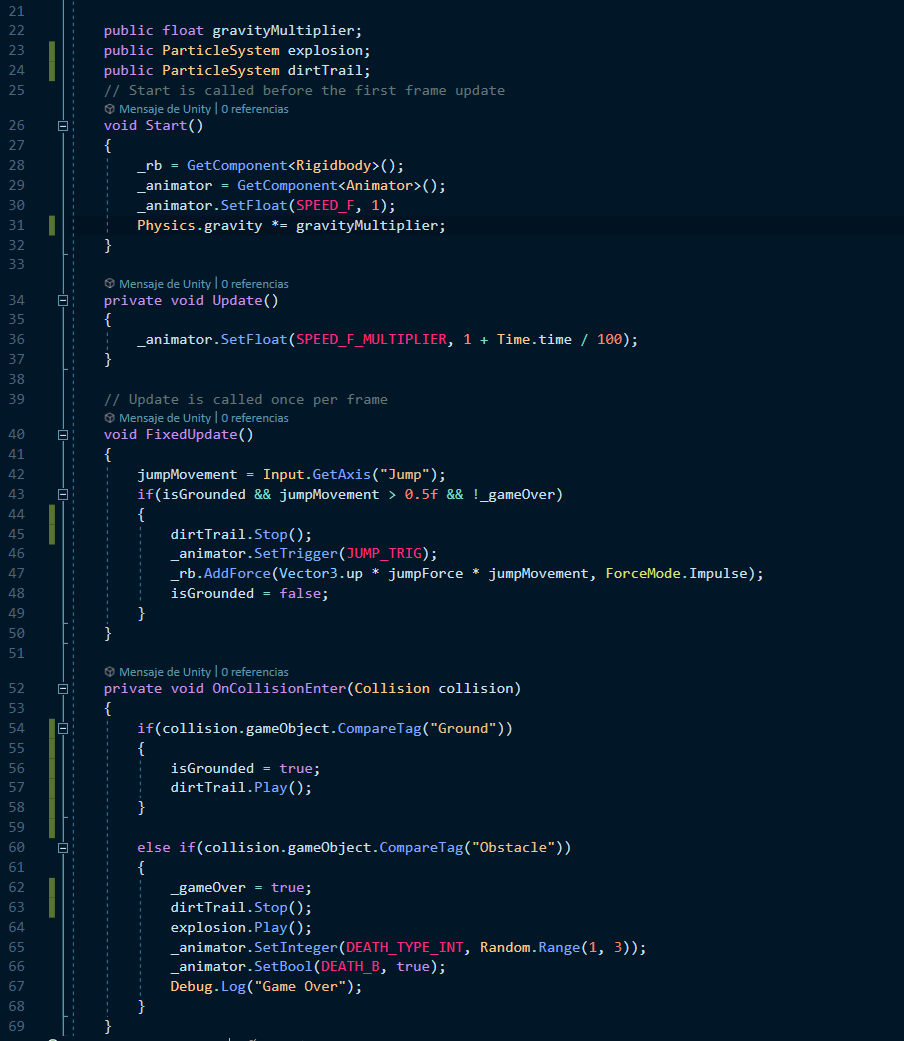 21
22 public float gravityMultiplier;
23 public ParticleSystem explosion;
24 public ParticleSystem dirtTrail;
25 // Start is called before the first frame update
Mensaje de Unity | 0 referencias
26 void Start()
27 {
28 _rb = GetComponent<Rigidbody>();
29 _animator = GetComponent<Animator>();
30 _animator.SetFloat(SPEED_F, 1);
31 Physics.gravity *= gravityMultiplier;
32 }
33
Mensaje de Unity | 0 referencias
34 private void Update()
35 {
36 _animator.SetFloat(SPEED_F_MULTIPLIER, 1 + Time.time / 100);
37 }
38
39 // Update is called once per frame
Mensaje de Unity | 0 referencias
40 void FixedUpdate()
41 {
42 jumpMovement = Input.GetAxis("Jump");
43 if(isGrounded && jumpMovement > 0.5f && !_gameOver)
44 {
45 dirtTrail.Stop();
46 _animator.SetTrigger(JUMP_TRIG);
47 _rb.AddForce(Vector3.up * jumpForce * jumpMovement, ForceMode.Impulse);
48 isGrounded = false;
49 }
50 }
51
Mensaje de Unity | 0 referencias
52 private void OnCollisionEnter(Collision collision)
53 {
54 if(collision.gameObject.CompareTag("Ground"))
55 {
56 isGrounded = true;
57 dirtTrail.Play();
58 }
59
60 else if(collision.gameObject.CompareTag("Obstacle"))
61 {
62 _gameOver = true;
63 dirtTrail.Stop();
64 explosion.Play();
65 _animator.SetInteger(DEATH_TYPE_INT, Random.Range(1, 3));
66 _animator.SetBool(DEATH_B, true);
67 Debug.Log("Game Over");
68 }
69 }